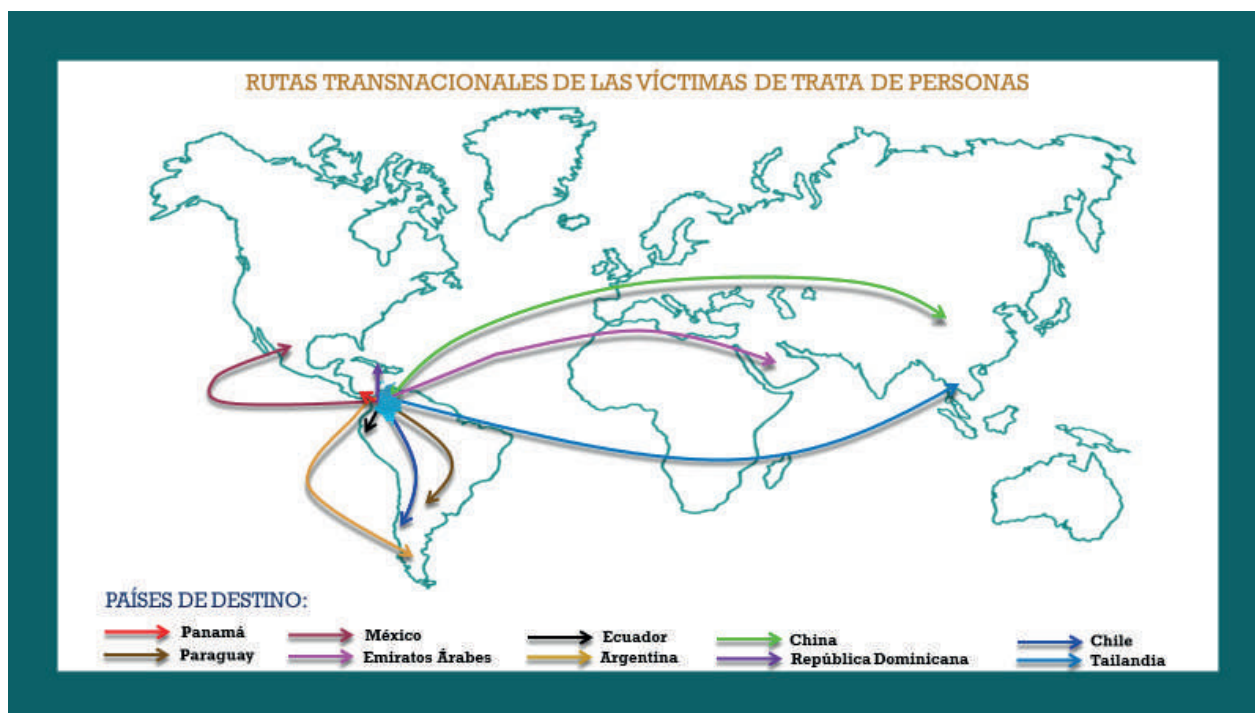 RUTAS TRANSNACIONALES DE LAS VÍCTIMAS DE TRATA DE PERSONAS
PAÍSES DE DESTINO:
Panamá México Ecuador China Chile
Paraguay Emiratos Árabes Argentina República Dominicana Tailandia